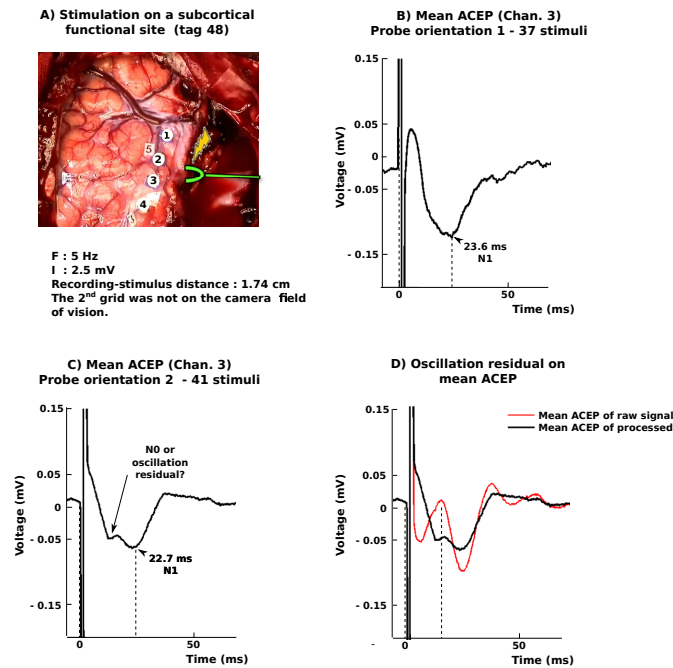 A) Stimulation on a subcortical
functional site (tag 48)
1
5
2
3
4
F : 5 Hz
I : 2.5 mV
Recording-stimulus distance : 1.74 cm
The 2nd grid was not on the camera field
of vision.
B) Mean ACEP (Chan. 3)
Probe orientation 1 - 37 stimuli
0.15
0.05
0
- 0.05
- 0.15
Voltage (mV)
23.6 ms
N1
0
50
Time (ms)
C) Mean ACEP (Chan. 3)
Probe orientation 2 - 41 stimuli
0.15
0.05
0
- 0.05
- 0.15
Voltage (mV)
N0 or
oscillation
residual?
22.7 ms
N1
0
50
Time (ms)
D) Oscillation residual on
mean ACEP
Mean ACEP of raw signal
Mean ACEP of processed
0.15
0.05
0
- 0.05
- 0.15
Voltage (mV)
-
0
50
Time (ms)